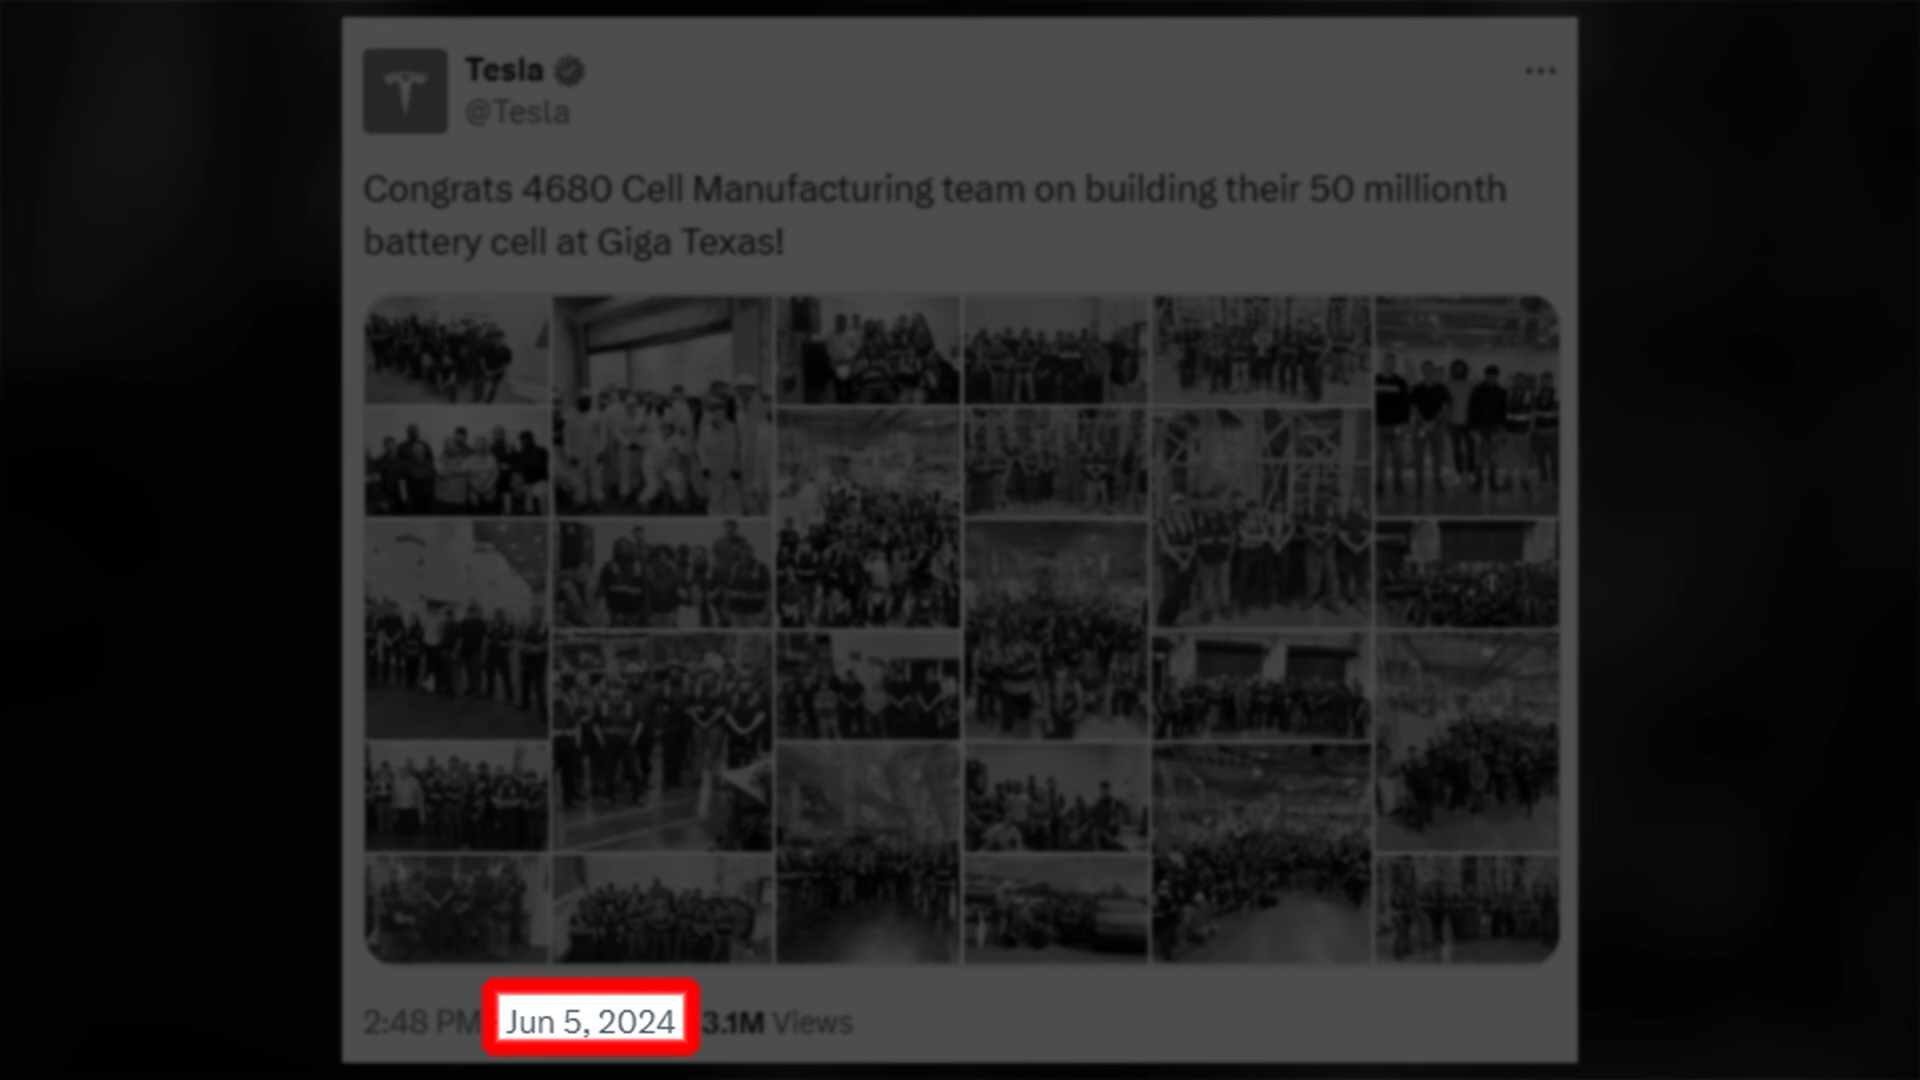 Tesla
@Tesla
Congrats 4680 Cell Manufacturing team on building their 50 millionth
battery cell at Giga Texas!
2:48 PM Jun 5, 2024 3.1M Views